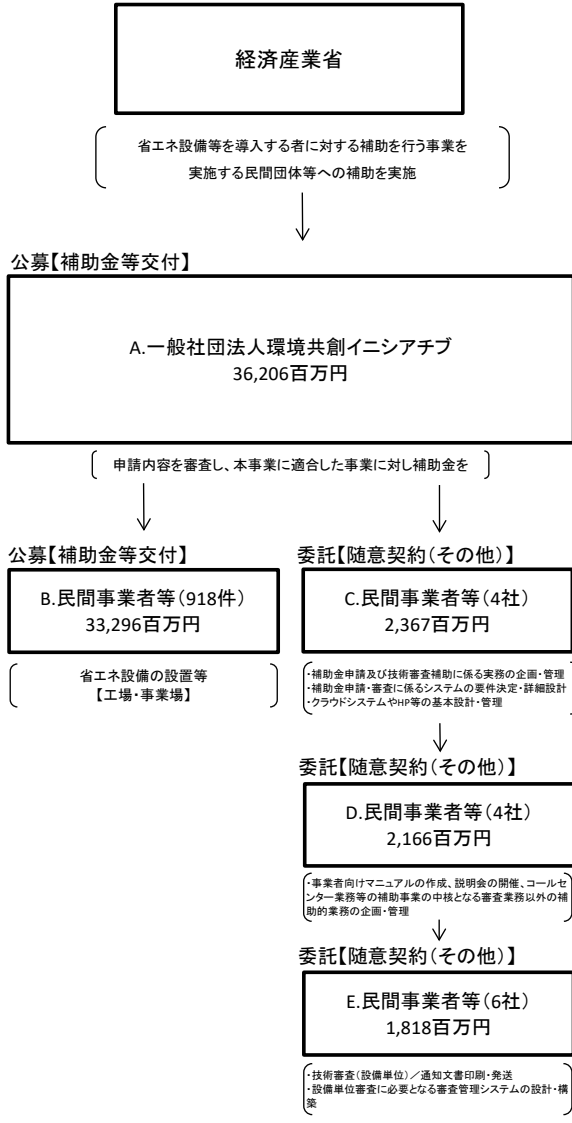 経済産業省
省エネ設備等を導入する者に対する補助を行う事業を
実施する民間団体等への補助を実施
公募【補助金等交付】
A.一般社団法人環境共創イニシアチブ
36,206百万円
申請内容を審査し、本事業に適合した事業に対し補助金を
公募【補助金等交付】
B.民間事業者等(918件)
33,296百万円
省エネ設備の設置等
【工場・事業場】
委託【随意契約(その他)】
C.民間事業者等(4社)
2,367百万円
・補助金申請及び技術審査補助に係る実務の企画・管理
・補助金申請・審査に係るシステムの要件決定・詳細設計
・クラウドシステムやHP等の基本設計・管理
委託【随意契約(その他)】
D.民間事業者等(4社)
2,166百万円
・事業者向けマニュアルの作成、説明会の開催、コールセ
ンター業務等の補助事業の中核となる審査業務以外の補
助的業務の企画・管理
委託【随意契約(その他)】
E.民間事業者等(6社)
1,818百万円
・技術審査(設備単位)/通知文書印刷・発送
・設備単位審査に必要となる審査管理システムの設計・構
築